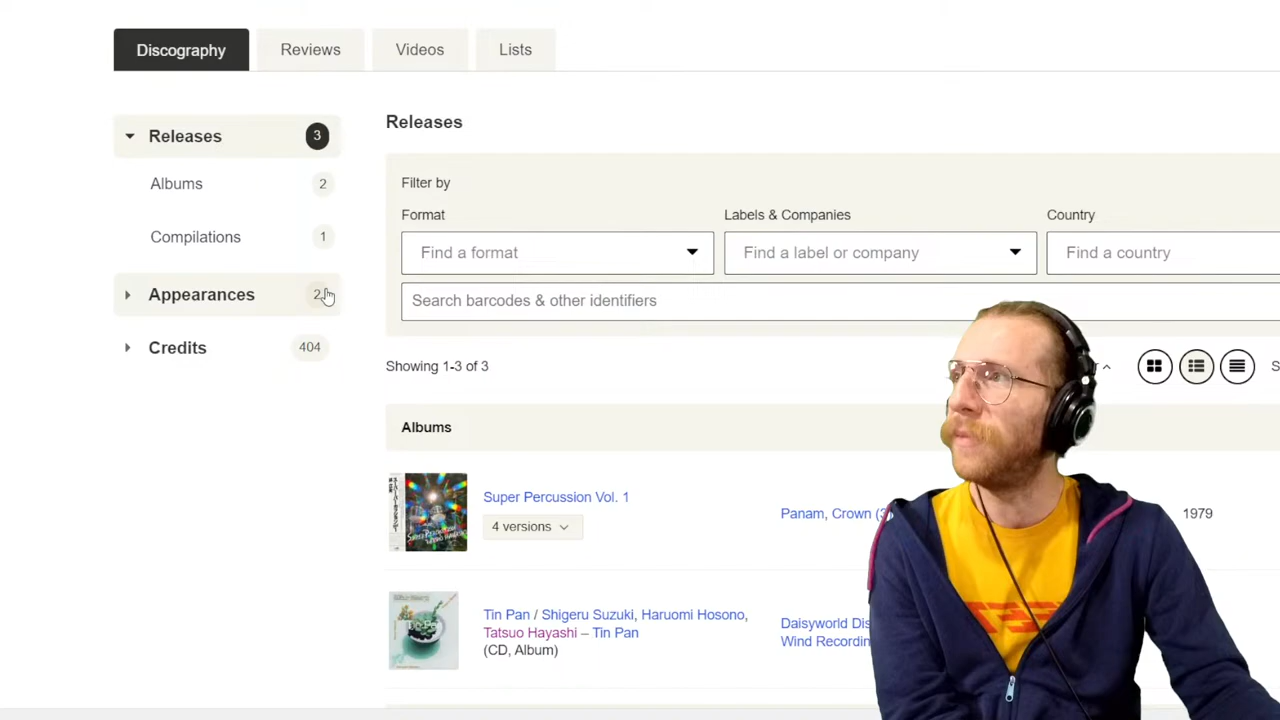 Discography
Reviews
Videos
Lists
Releases 3
Albums 2
Compilations 1
Appearances
Credits 404
Releases
Filter by
Format
Labels & Companies
Country
Find a format
Find a label or company
Find a country
Search barcodes & other identifiers
Showing 1-3 of 3
Albums
Super Percussion Vol. 1
4 versions
Panam, Crown
1979
Tin Pan / Shigeru Suzuki, Haruomi Hosono,
Tatsuo Hayashi – Tin Pan
(CD, Album)
Daisyworld
Wind